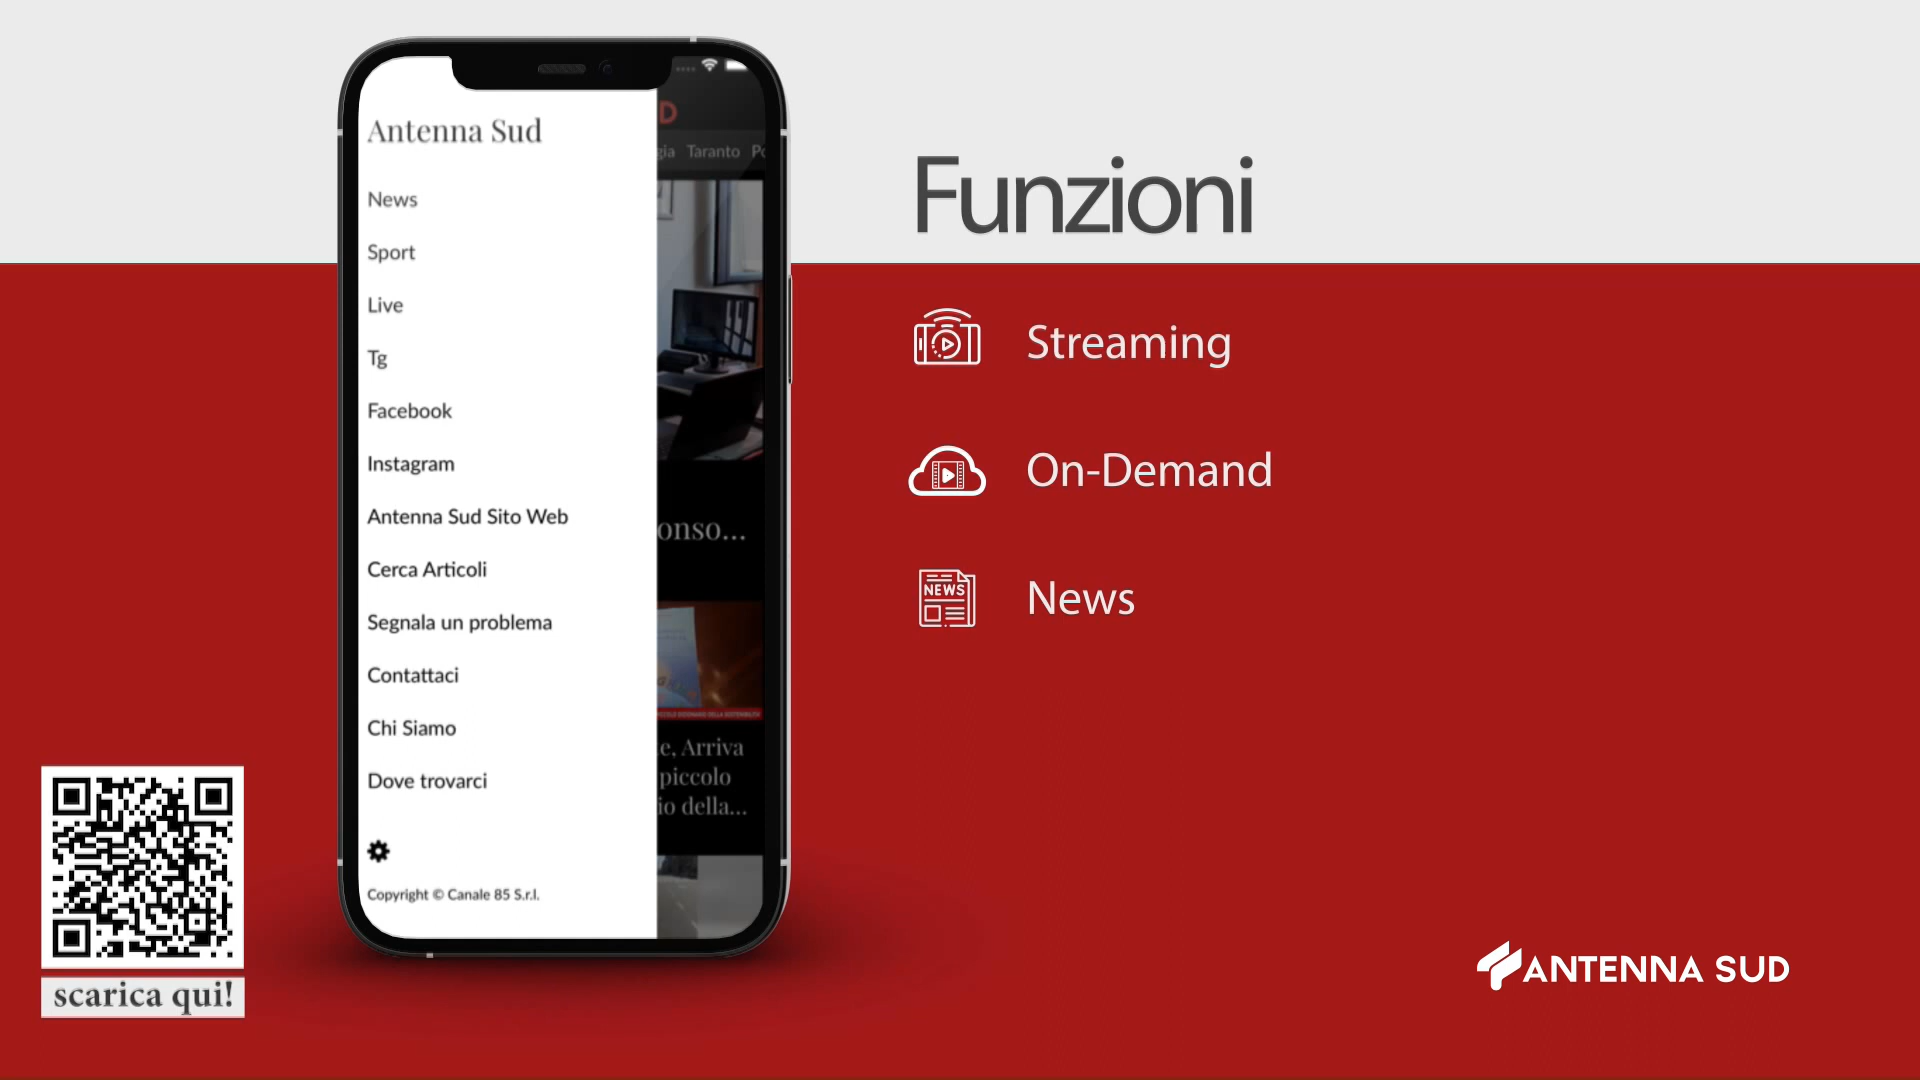 Antenna Sud
News
Sport
Live
Tg
Facebook
Instagram
Antenna Sud Sito Web
Cerca Articoli
Segnala un problema
Contattaci
Chi Siamo
Dove trovarci
Copyright © Canale 85 S.r.l.
D
gia Taranto Po
onso...
e, Arriva
piccolo
io della...
Funzioni
Streaming
On-Demand
NEWS
News
scarica qui!
ANTENNA SUD